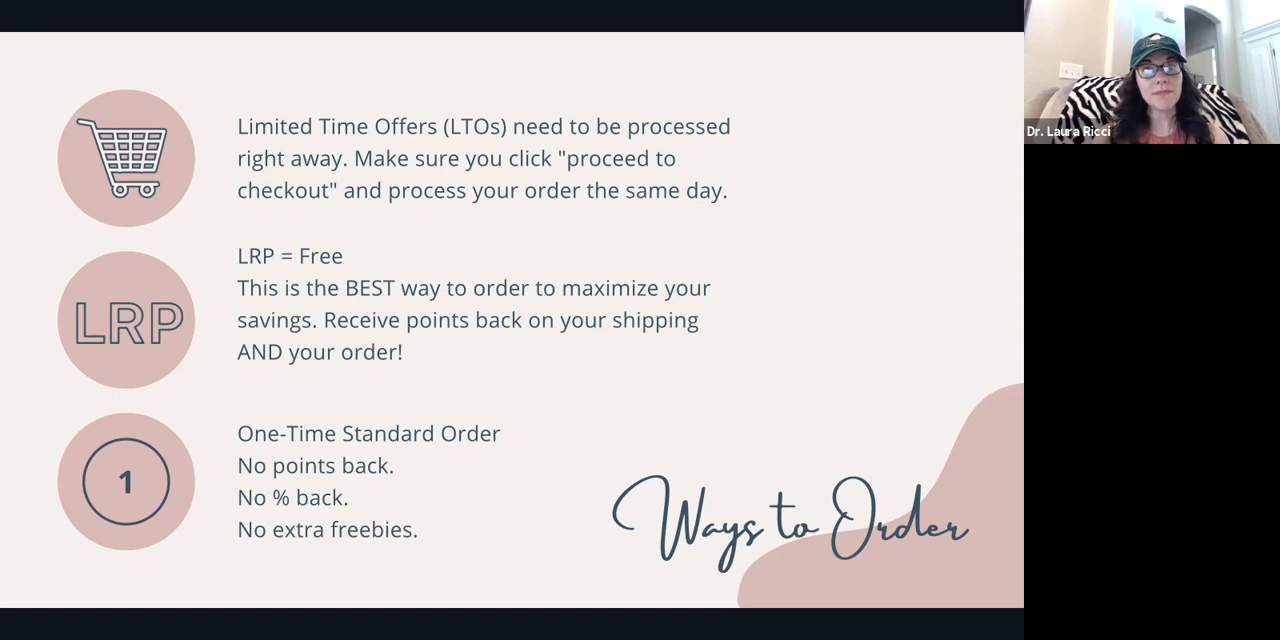 Limited Time Offers (LTOs) need to be processed
right away. Make sure you click "proceed to
checkout" and process your order the same day.
LRP
LRP = Free
This is the BEST way to order to maximize your
savings. Receive points back on your shipping
AND your order!
1
One-Time Standard Order
No points back.
No % back.
No extra freebies.
Ways to Order
Dr. Laura Ricci